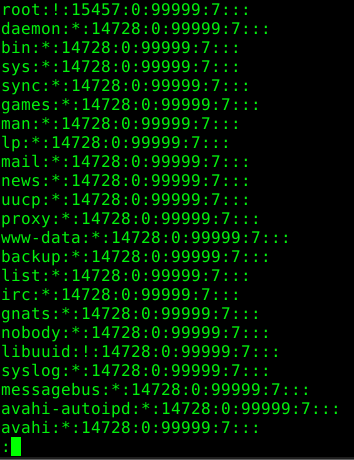 root:!:15457:0:99999:7:::
daemon:*:14728:0:99999:7:::
bin:*:14728:0:99999:7:::
sys:*:14728:0:99999:7:::
sync:*:14728:0:99999:7:::
games:*:14728:0:99999:7:::
man:*:14728:0:99999:7:::
lp:*:14728:0:99999:7:::
mail:*:14728:0:99999:7:::
news:*:14728:0:99999:7:::
uucp:*:14728:0:99999:7:::
proxy:*:14728:0:99999:7:::
www-data:*:14728:0:99999:7:::
backup:*:14728:0:99999:7:::
list:*:14728:0:99999:7:::
irc:*:14728:0:99999:7:::
gnats:*:14728:0:99999:7:::
nobody:*:14728:0:99999:7:::
libuuid:!:14728:0:99999:7:::
syslog:*:14728:0:99999:7:::
messagebus:*:14728:0:99999:7:::
avahi-autoipd:*:14728:0:99999:7:::
avahi:*:14728:0:99999:7:::
: